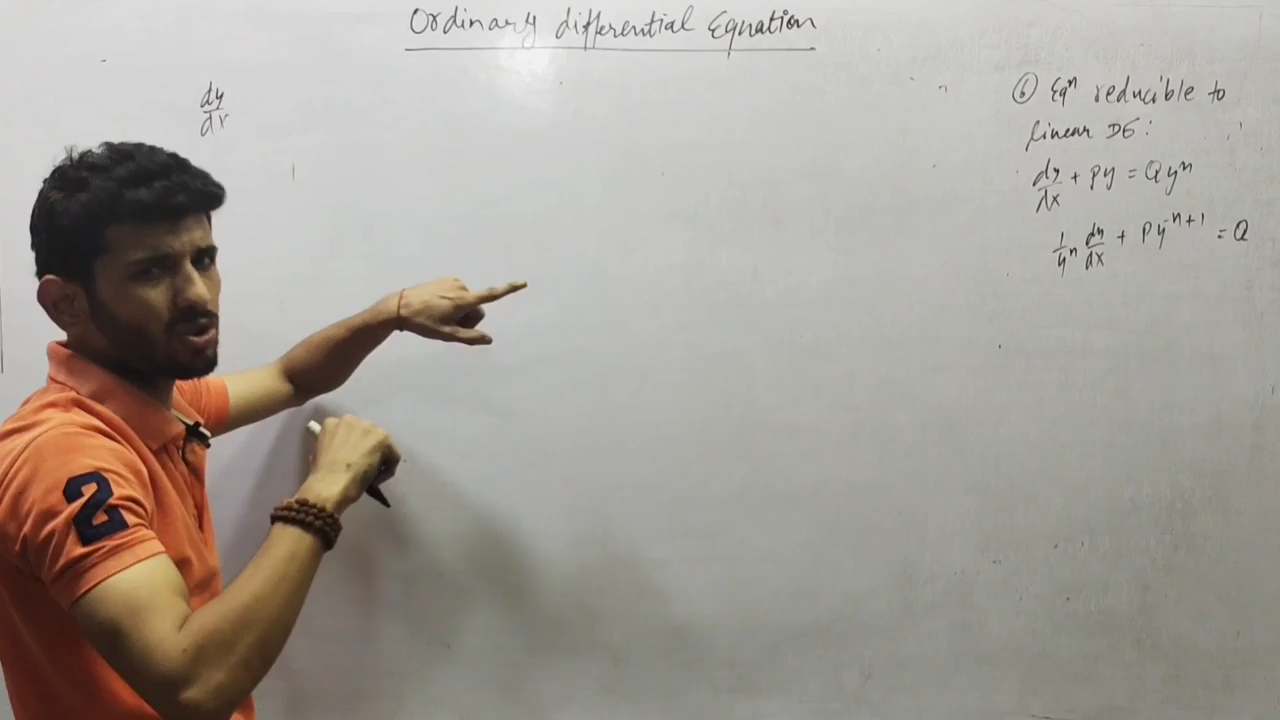 Ordinary differential Equation
dy/dx
⑥ Eqⁿ reducible to
linear DE:
dy/dx + Py = Qyⁿ
1/yⁿ dy/dx + Py⁻ⁿ⁺¹ = Q
2